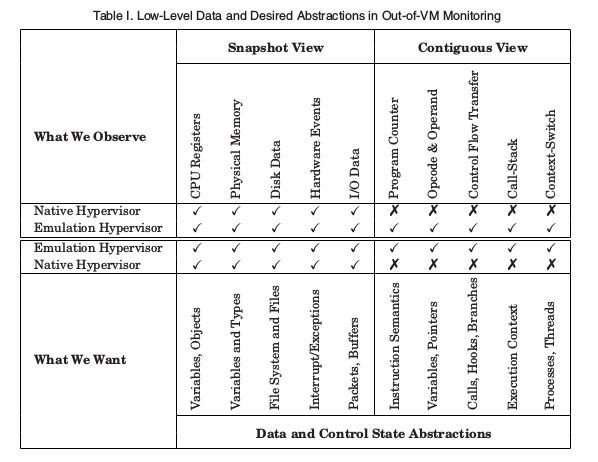 Table I. Low-Level Data and Desired Abstractions in Out-of-VM Monitoring
Snapshot View Contiguous View
What We Observe
CPU Registers
Physical Memory
Disk Data
Hardware Events
I/O Data
Program Counter
Opcode & Operand
Control Flow Transfer
Call-Stack
Context-Switch
Native Hypervisor ✓ ✓ ✓ ✓ ✓ ✗ ✗ ✗ ✗ ✗
Emulation Hypervisor ✓ ✓ ✓ ✓ ✓ ✓ ✓ ✓ ✓ ✓
Emulation Hypervisor ✓ ✓ ✓ ✓ ✓ ✓ ✓ ✓ ✓ ✓
Native Hypervisor ✓ ✓ ✓ ✓ ✓ ✗ ✗ ✗ ✗ ✗
What We Want
Variables, Objects
Variables and Types
File System and Files
Interrupt/Exceptions
Packets, Buffers
Instruction Semantics
Variables, Pointers
Calls, Hooks, Branches
Execution Context
Processes, Threads
Data and Control State Abstractions